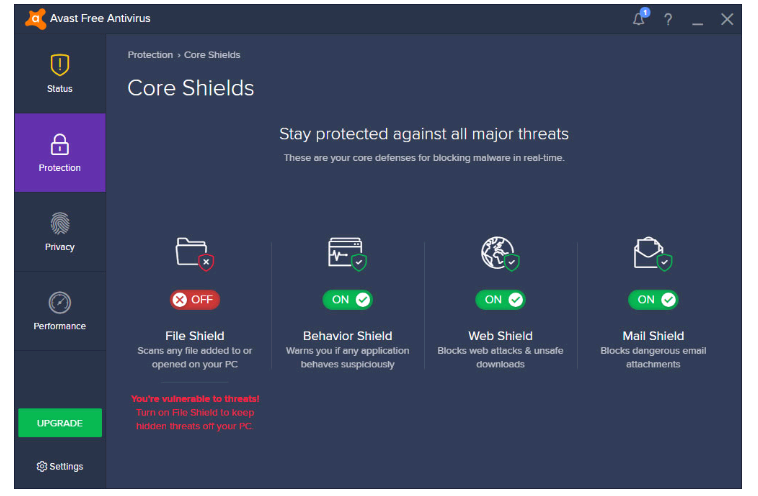 Avast Free Antivirus
1
?
Status
Protection
Privacy
Performance
UPGRADE
Settings
Protection › Core Shields
Core Shields
Stay protected against all major threats
These are your core defenses for blocking malware in real-time.
OFF
File Shield
Scans any file added to or
opened on your PC
You're vulnerable to threats!
Turn on File Shield to keep
hidden threats off your PC.
ON
Behavior Shield
Warns you if any application
behaves suspiciously
ON
Web Shield
Blocks web attacks & unsafe
downloads
ON
Mail Shield
Blocks dangerous email
attachments